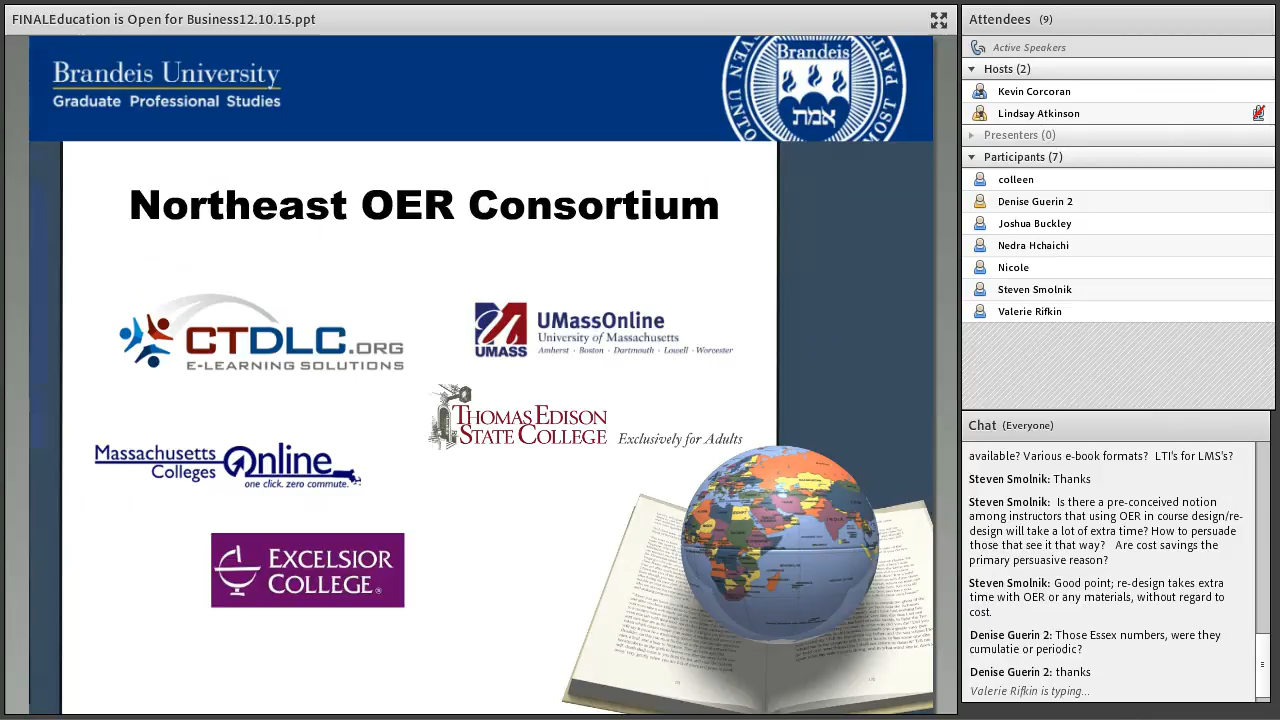 FINALEducation is Open for Business12.10.15.ppt
Brandeis University
Graduate Professional Studies
Brandeis
אמת
Northeast OER Consortium
CTDLC.ORG
E-LEARNING SOLUTIONS
UMASS
UMassOnline
University of Massachusetts
Amherst · Boston · Dartmouth · Lowell · Worcester
Thomas Edison
State College
Exclusively for Adults
Massachusetts
Colleges
Online
one click. zero commute.
Excelsior
College®
Attendees (9)
Active Speakers
Hosts (2)
Kevin Corcoran
Lindsay Atkinson
Presenters (0)
Participants (7)
colleen
Denise Guerin 2
Joshua Buckley
Nedra Hchaichi
Nicole
Steven Smolnik
Valerie Rifkin
Chat (Everyone)
available? Various e-book formats? LTI's for LMS's?
Steven Smolnik: thanks
Steven Smolnik: Is there a pre-conceived notion
among instructors that using OER in course design/re-
design will take a lot of extra time? How to persuade
those that see it that way? Are cost savings the
primary persuasive reason?
Steven Smolnik: Good point; re-design takes extra
time with OER or any materials, without regard to
cost.
Denise Guerin 2: Those Essex numbers, were they
cumulatie or periodic?
Denise Guerin 2: thanks
Valerie Rifkin is typing...